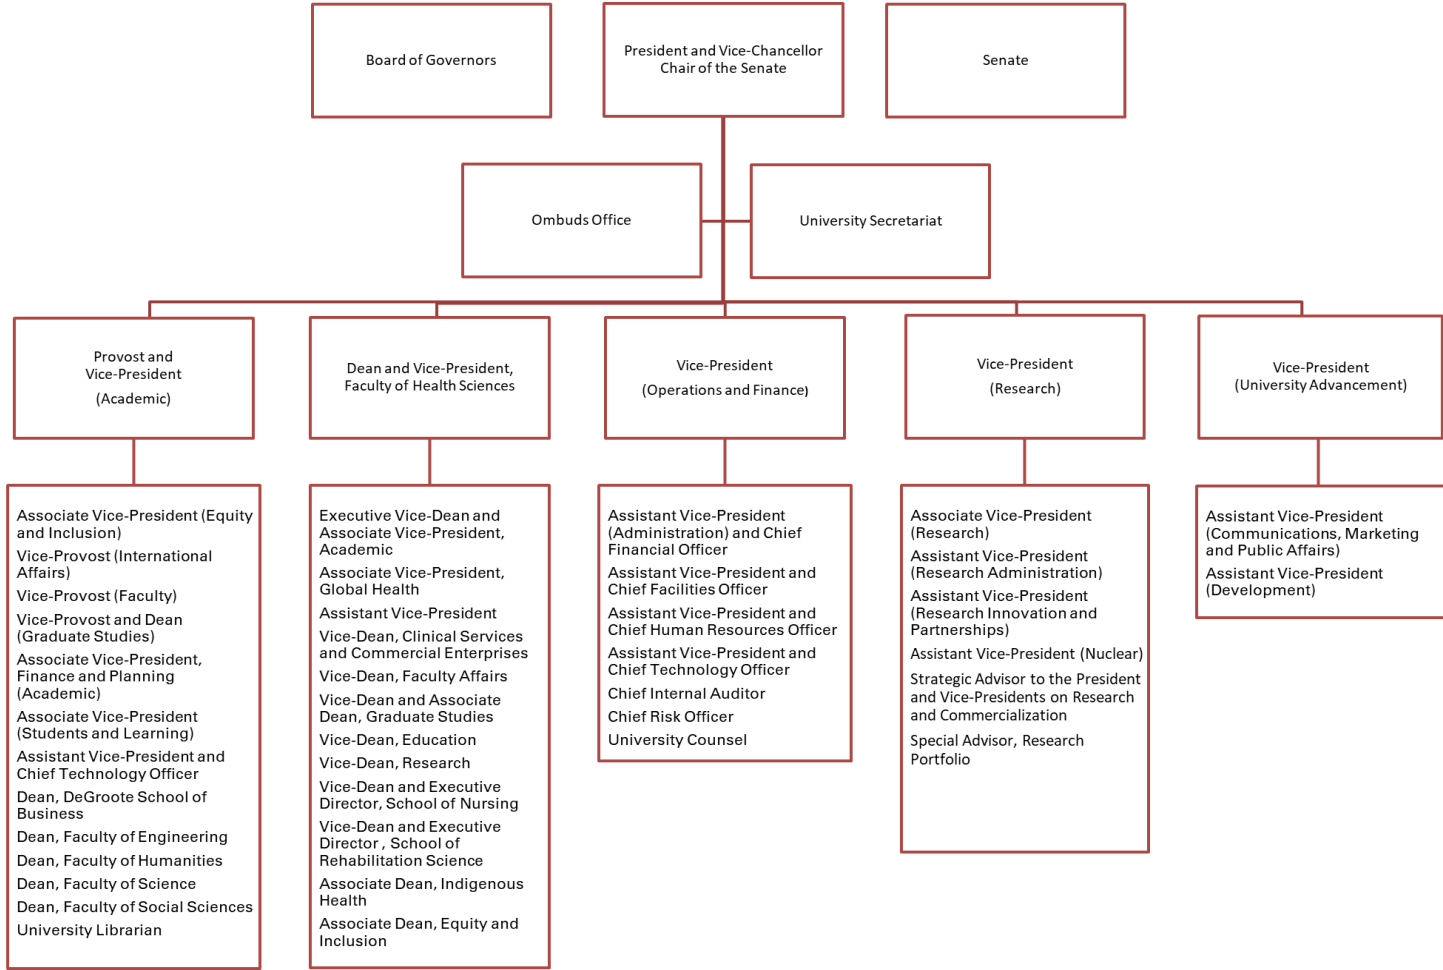 Board of Governors
President and Vice-Chancellor
Chair of the Senate
Senate
Ombuds Office
University Secretariat
Provost and
Vice-President
(Academic)
Dean and Vice-President,
Faculty of Health Sciences
Vice-President
(Operations and Finance)
Vice-President
(Research)
Vice-President
(University Advancement)
Associate Vice-President (Equity
and Inclusion)
Vice-Provost (International
Affairs)
Vice-Provost (Faculty)
Vice-Provost and Dean
(Graduate Studies)
Associate Vice-President,
Finance and Planning
(Academic)
Associate Vice-President
(Students and Learning)
Assistant Vice-President and
Chief Technology Officer
Dean, DeGroote School of
Business
Dean, Faculty of Engineering
Dean, Faculty of Humanities
Dean, Faculty of Science
Dean, Faculty of Social Sciences
University Librarian
Executive Vice-Dean and
Associate Vice-President,
Academic
Associate Vice-President,
Global Health
Assistant Vice-President
Vice-Dean, Clinical Services
and Commercial Enterprises
Vice-Dean, Faculty Affairs
Vice-Dean and Associate
Dean, Graduate Studies
Vice-Dean, Education
Vice-Dean, Research
Vice-Dean and Executive
Director, School of Nursing
Vice-Dean and Executive
Director , School of
Rehabilitation Science
Associate Dean, Indigenous
Health
Associate Dean, Equity and
Inclusion
Assistant Vice-President
(Administration) and Chief
Financial Officer
Assistant Vice-President and
Chief Facilities Officer
Assistant Vice-President and
Chief Human Resources Officer
Assistant Vice-President and
Chief Technology Officer
Chief Internal Auditor
Chief Risk Officer
University Counsel
Associate Vice-President
(Research)
Assistant Vice-President
(Research Administration)
Assistant Vice-President
(Research Innovation and
Partnerships)
Assistant Vice-President (Nuclear)
Strategic Advisor to the President
and Vice-Presidents on Research
and Commercialization
Special Advisor, Research
Portfolio
Assistant Vice-President
(Communications, Marketing
and Public Affairs)
Assistant Vice-President
(Development)